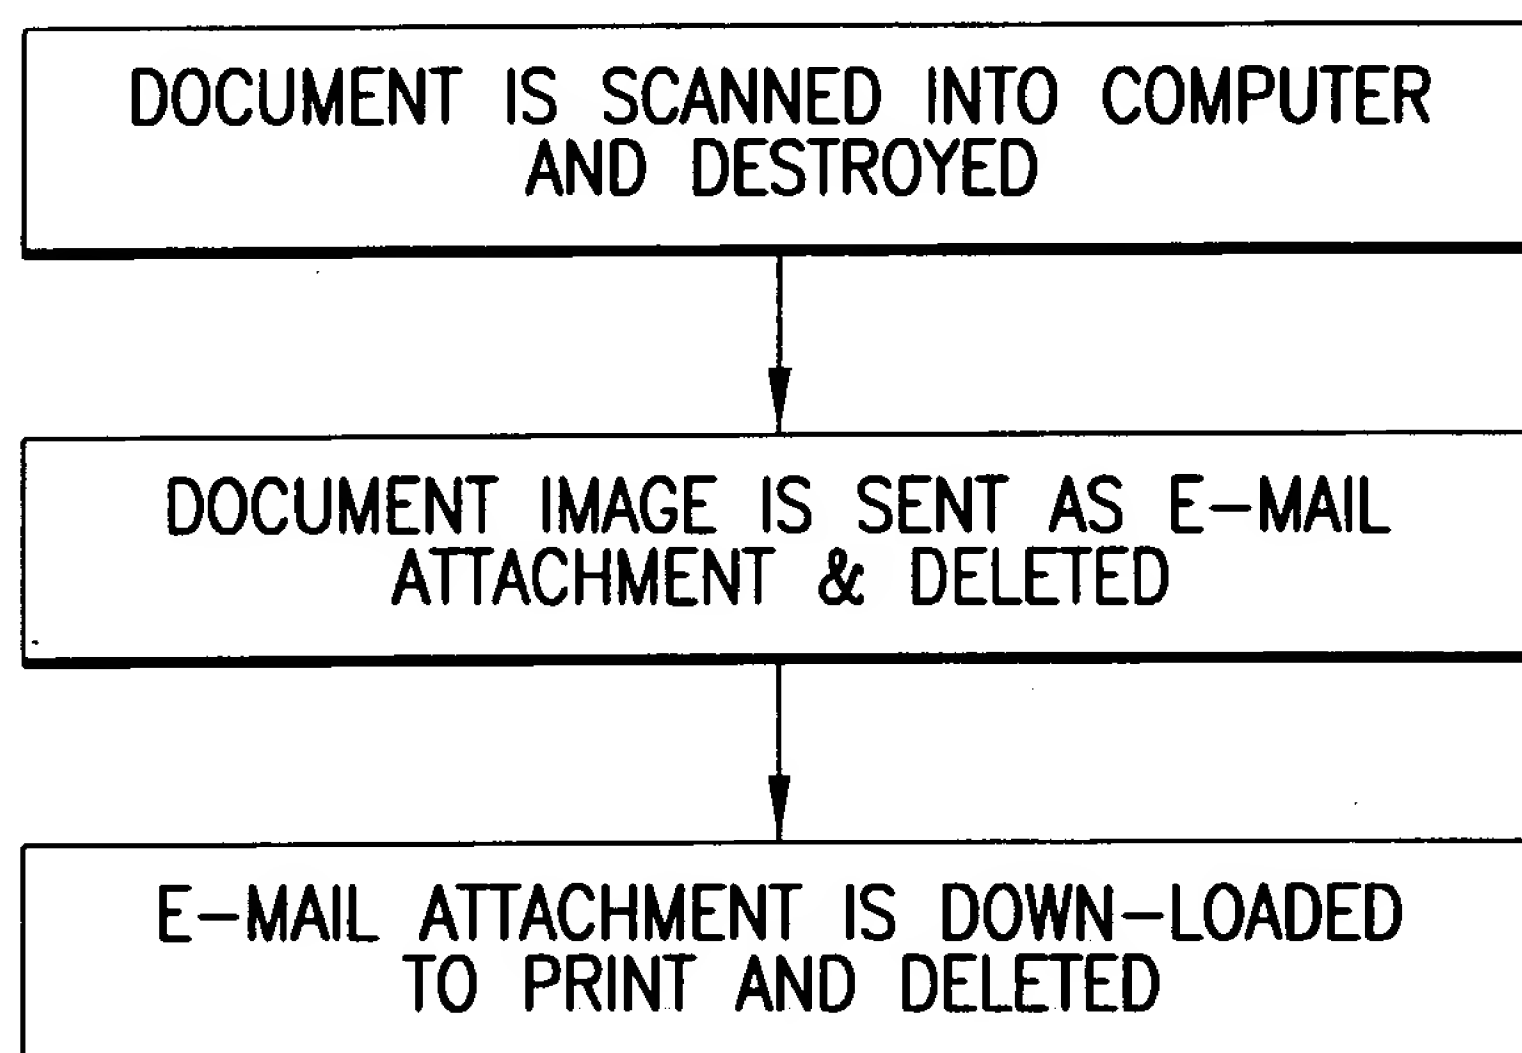 DOCUMENT IS SCANNED INTO COMPUTER
AND DESTROYED
DOCUMENT IMAGE IS SENT AS E-MAIL
ATTACHMENT & DELETED
E-MAIL ATTACHMENT IS DOWN-LOADED
TO PRINT AND DELETED